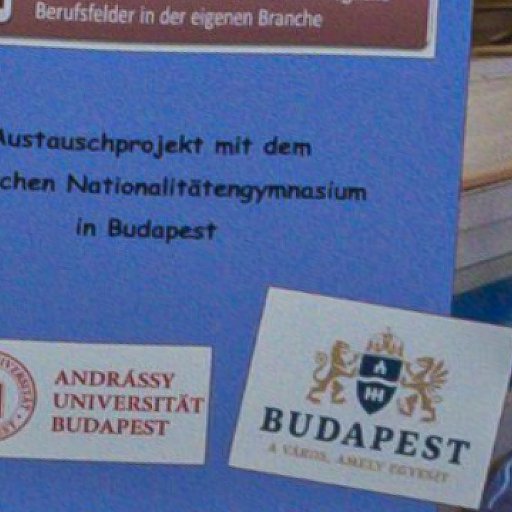 Berufsfelder in der eigenen Branche
Austauschprojekt mit dem
chen Nationalitätengymnasium
in Budapest
ANDRÁSSY
UNIVERSITÄT
BUDAPEST
BUDAPEST
A VÁROS, AMELY EGYESÍT